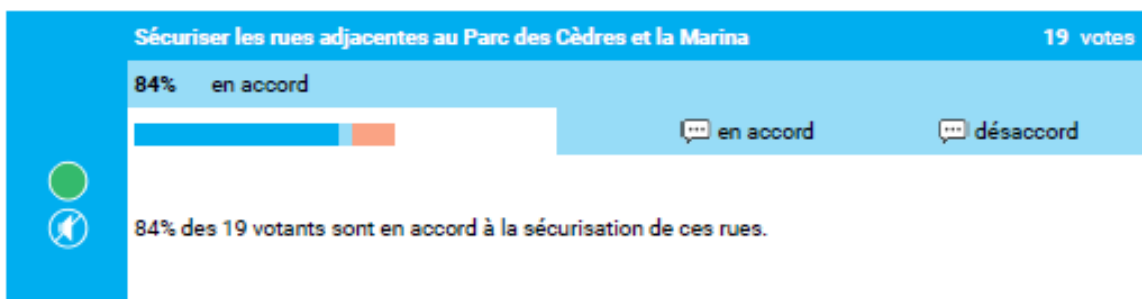 Sécuriser les rues adjacentes au Parc des Cèdres et la Marina 19 votes
84% en accord
en accord désaccord
84% des 19 votants sont en accord à la sécurisation de ces rues.